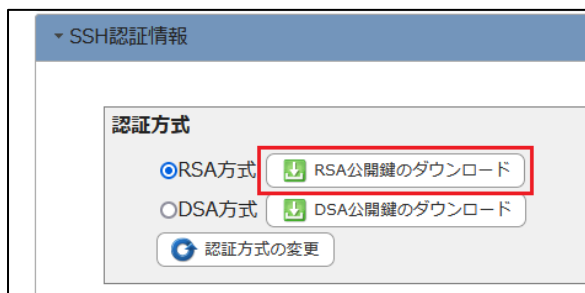 SSH認証情報
認証方式
RSA方式 RSA公開鍵のダウンロード
DSA方式 DSA公開鍵のダウンロード
認証方式の変更